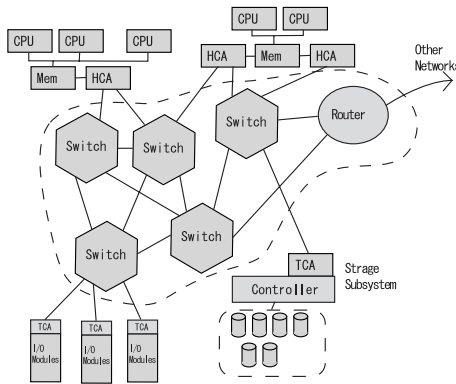 CPU CPU
CPU CPU CPU
HCA Mem HCA
Mem HCA
Other
Networks
Router
Switch
Switch Switch
Switch
Switch
TCA
Strage
Subsystem
Controller
TCA TCA TCA
I/O
Modules
I/O
Modules
I/O
Modules